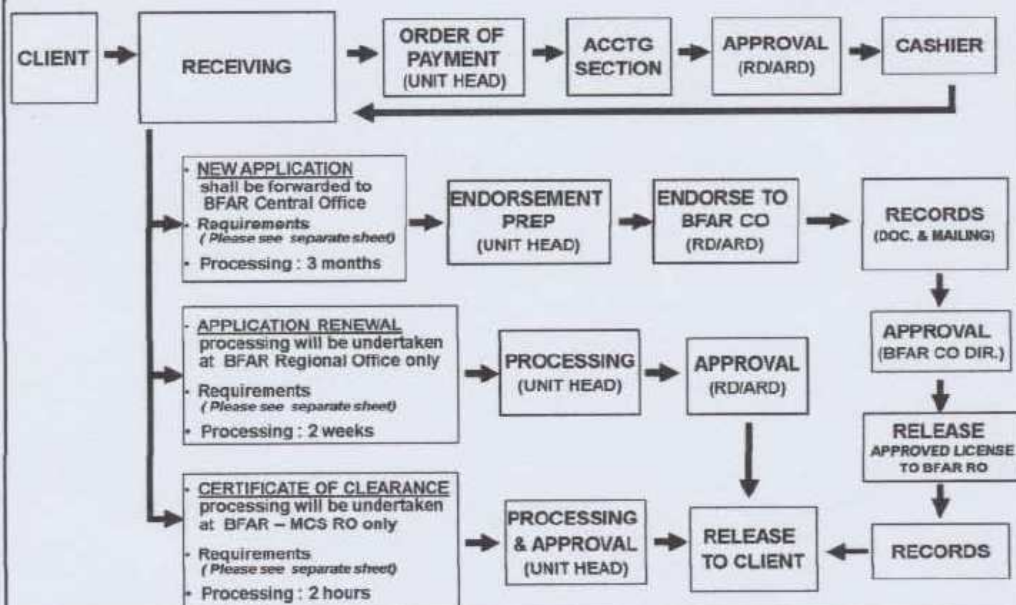 CLIENT
RECEIVING
ORDER OF
PAYMENT
(UNIT HEAD)
ACCTG
SECTION
APPROVAL
(RD/ARD)
CASHIER
- NEW APPLICATION
shall be forwarded to
BFAR Central Office
- Requirements
( Please see separate sheet)
• Processing : 3 months
ENDORSEMENT
PREP
(UNIT HEAD)
ENDORSE TO
BFAR CO
(RD/ARD)
RECORDS
(DOC. & MAILING)
APPROVAL
(BFAR CO DIR.)
RELEASE
APPROVED LICENSE
TO BFAR RO
RECORDS
- APPLICATION RENEWAL
processing will be undertaken
at BFAR Regional Office only
- Requirements
( Please see separate sheet)
• Processing : 2 weeks
PROCESSING
(UNIT HEAD)
APPROVAL
(RD/ARD)
- CERTIFICATE OF CLEARANCE
processing will be undertaken
at BFAR – MCS RO only
- Requirements
( Please see separate sheet)
• Processing : 2 hours
PROCESSING
& APPROVAL
(UNIT HEAD)
RELEASE
TO CLIENT